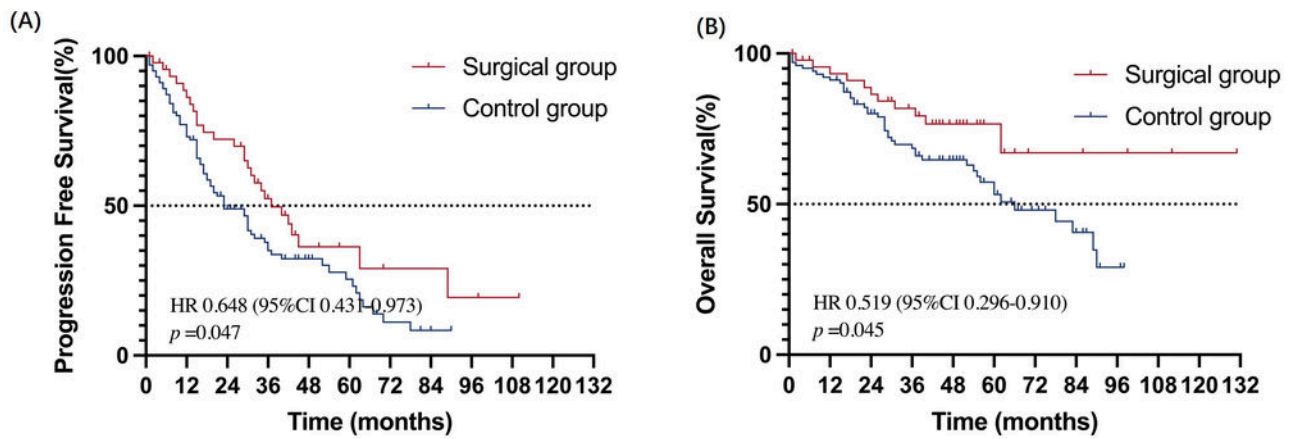 (A)
Progression Free Survival(%)
100
50
0
Surgical group
Control group
HR 0.648 (95%CI 0.431-0.973)
p =0.047
0 12 24 36 48 60 72 84 96 108 120 132
Time (months)
(B)
Overall Survival(%)
100
50
0
Surgical group
Control group
HR 0.519 (95%CI 0.296-0.910)
p =0.045
0 12 24 36 48 60 72 84 96 108 120 132
Time (months)